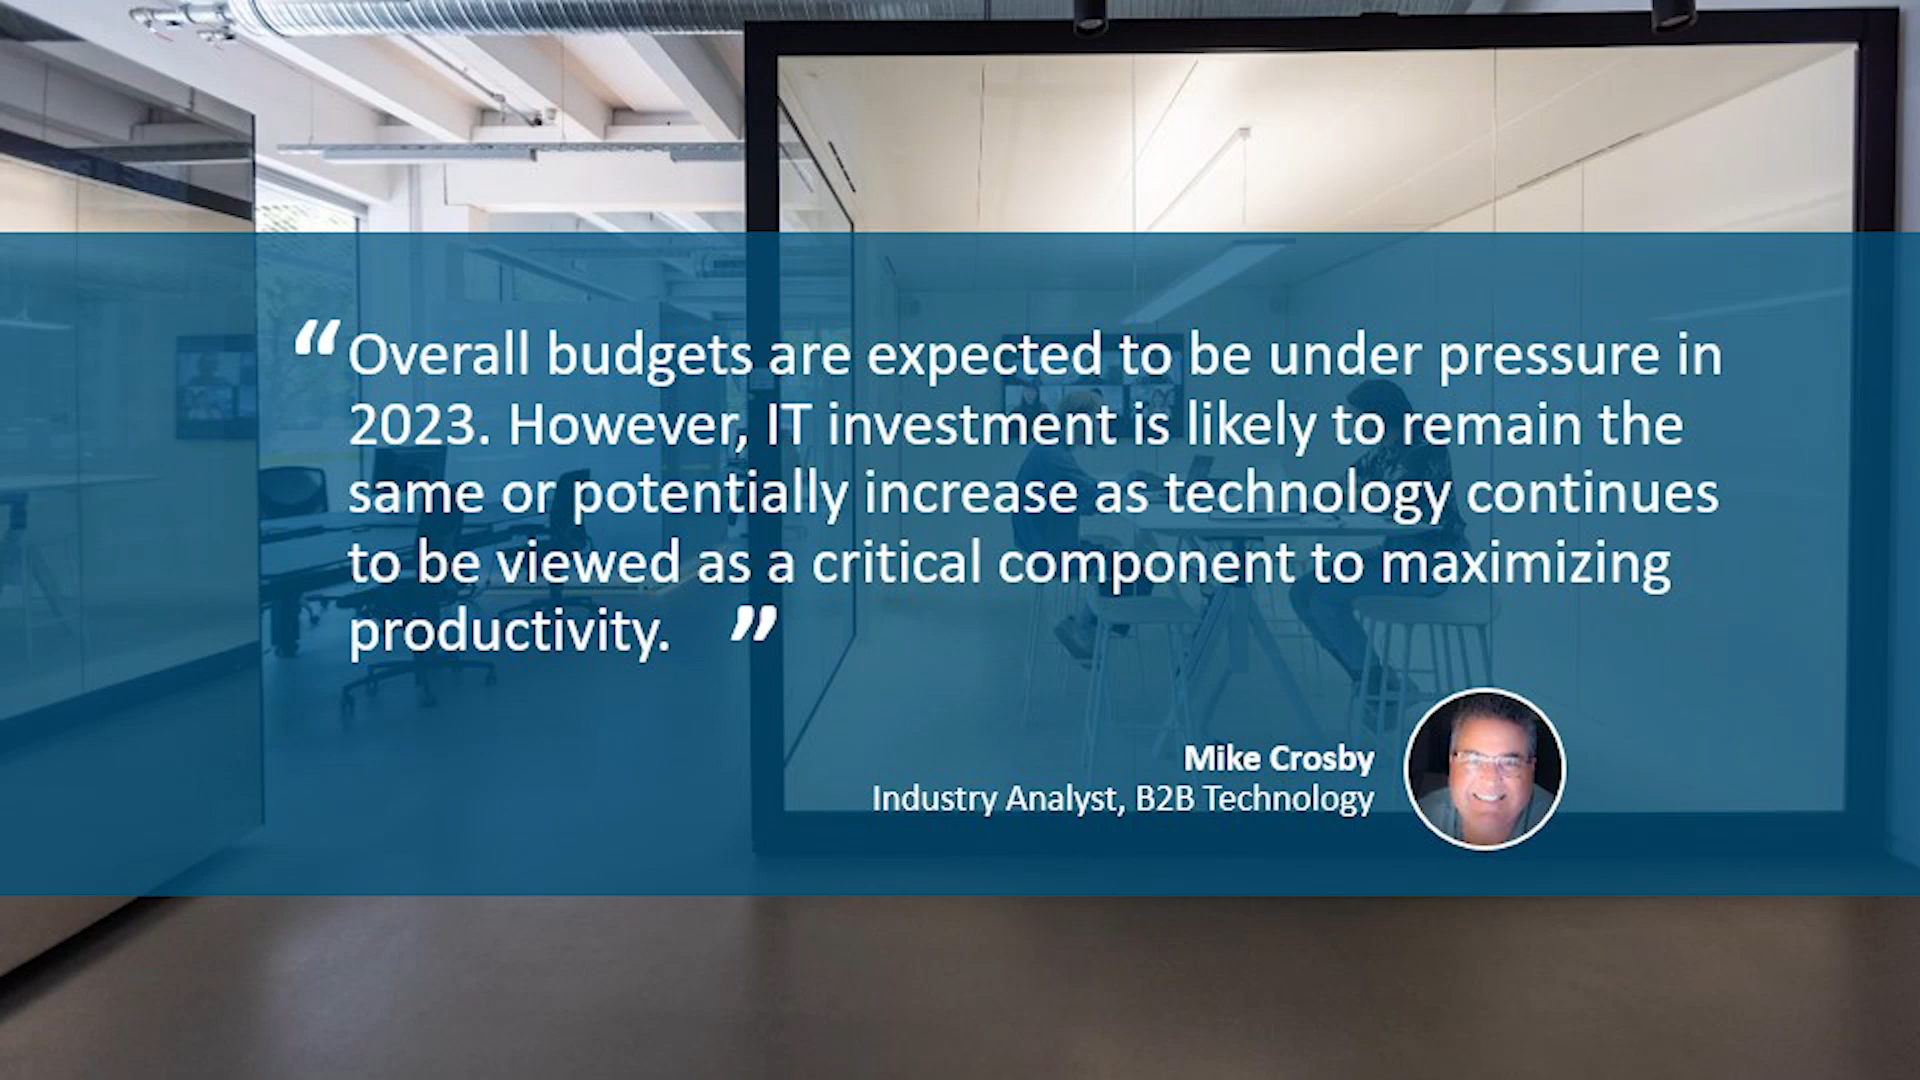 “Overall budgets are expected to be under pressure in
2023. However, IT investment is likely to remain the
same or potentially increase as technology continues
to be viewed as a critical component to maximizing
productivity. ”
Mike Crosby
Industry Analyst, B2B Technology